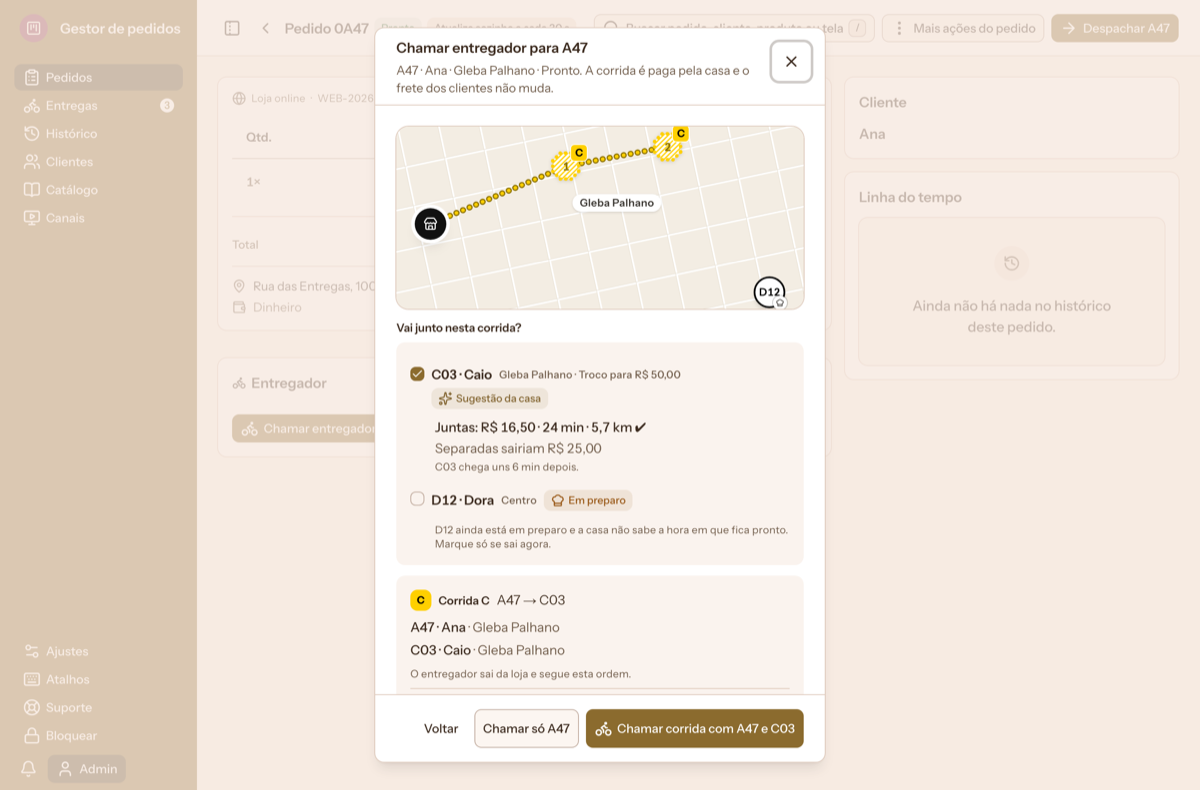 Gestor de pedidos
Pedidos
Entregas 3
Histórico
Clientes
Catálogo
Canais
Ajustes
Atalhos
Suporte
Bloquear
Admin
Pedido 0A47
tela /
Mais ações do pedido
Despachar A47
Loja online · WEB-2026
Qtd.
1×
Total
Rua das Entregas, 100
Dinheiro
Entregador
Chamar entregador
Chamar entregador para A47
A47 · Ana · Gleba Palhano · Pronto. A corrida é paga pela casa e o
frete dos clientes não muda.
1 C
2 C
Gleba Palhano
D12
Vai junto nesta corrida?
C03 · Caio Gleba Palhano · Troco para R$ 50,00
Sugestão da casa
Juntas: R$ 16,50 · 24 min · 5,7 km ✔
Separadas sairiam R$ 25,00
C03 chega uns 6 min depois.
D12 · Dora Centro Em preparo
D12 ainda está em preparo e a casa não sabe a hora em que fica pronto.
Marque só se sai agora.
C Corrida C A47 → C03
A47 · Ana · Gleba Palhano
C03 · Caio · Gleba Palhano
O entregador sai da loja e segue esta ordem.
Voltar
Chamar só A47
Chamar corrida com A47 e C03
Cliente
Ana
Linha do tempo
Ainda não há nada no histórico
deste pedido.